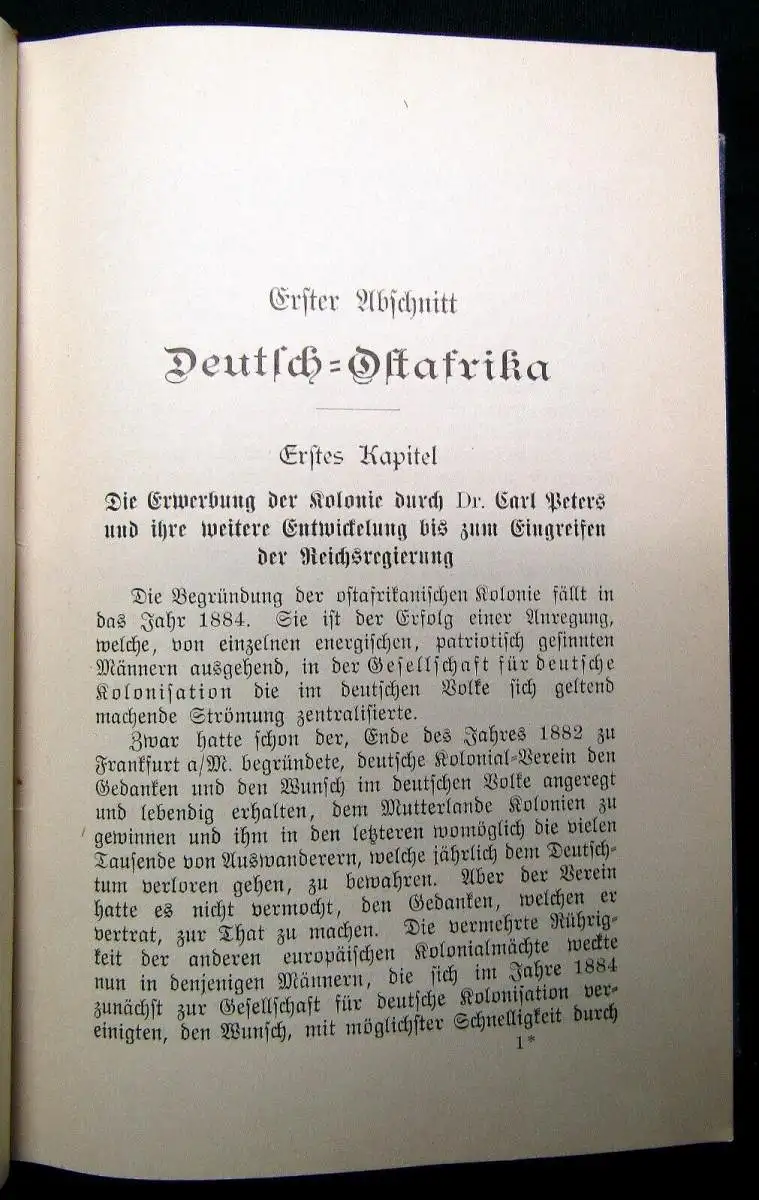 Erster Abschnitt
Deutsch-Ostafrika
Erstes Kapitel
Die Erwerbung der Kolonie durch Dr. Carl Peters
und ihre weitere Entwickelung bis zum Eingreifen
der Reichsregierung
Die Begründung der ostafrikanischen Kolonie fällt in
das Jahr 1884. Sie ist der Erfolg einer Anregung,
welche, von einzelnen energischen, patriotisch gesinnten
Männern ausgehend, in der Gesellschaft für deutsche
Kolonisation die im deutschen Volke sich geltend
machende Strömung zentralisierte.
Zwar hatte schon der, Ende des Jahres 1882 zu
Frankfurt a/M. begründete, deutsche Kolonial-Verein den
Gedanken und den Wunsch im deutschen Volke angeregt
und lebendig erhalten, dem Mutterlande Kolonien zu
gewinnen und ihm in den letzteren womöglich die vielen
Tausende von Auswanderern, welche jährlich dem Deutsch-
tum verloren gehen, zu bewahren. Aber der Verein
hatte es nicht vermocht, den Gedanken, welchen er
vertrat, zur That zu machen. Die vermehrte Rührig-
keit der anderen europäischen Kolonialmächte weckte
nun in denjenigen Männern, die sich im Jahre 1884
zunächst zur Gesellschaft für deutsche Kolonisation ver-
einigten, den Wunsch, mit möglichster Schnelligkeit durch
1*